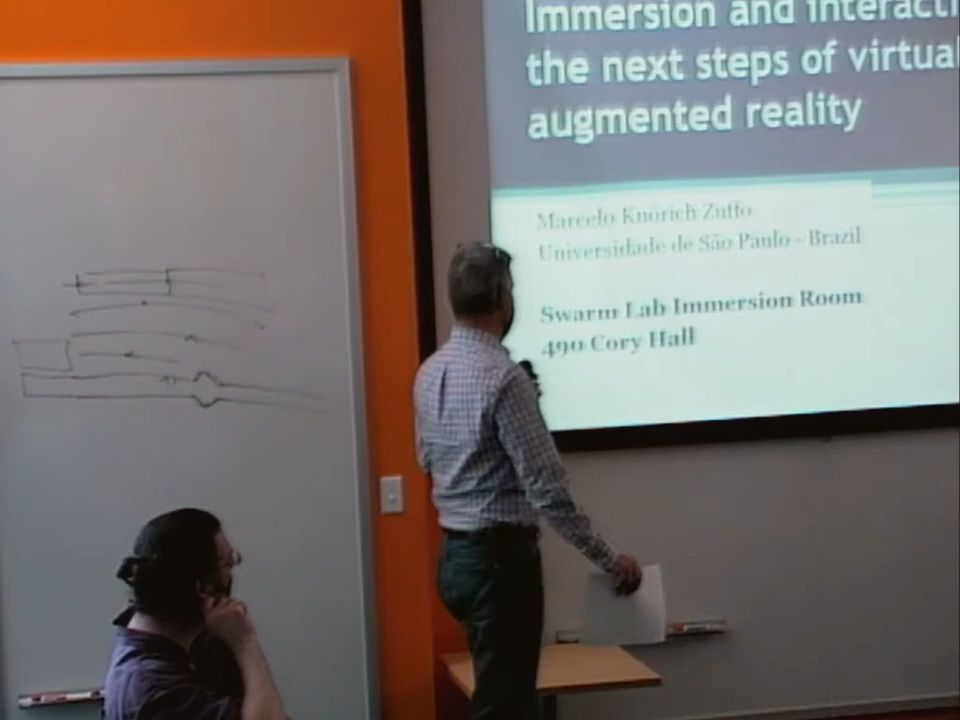 Immersion and interacti
the next steps of virtual
augmented reality
Marcelo Knörich Zuffo
Universidade de São Paulo - Brazil
Swarm Lab Immersion Room
490 Cory Hall